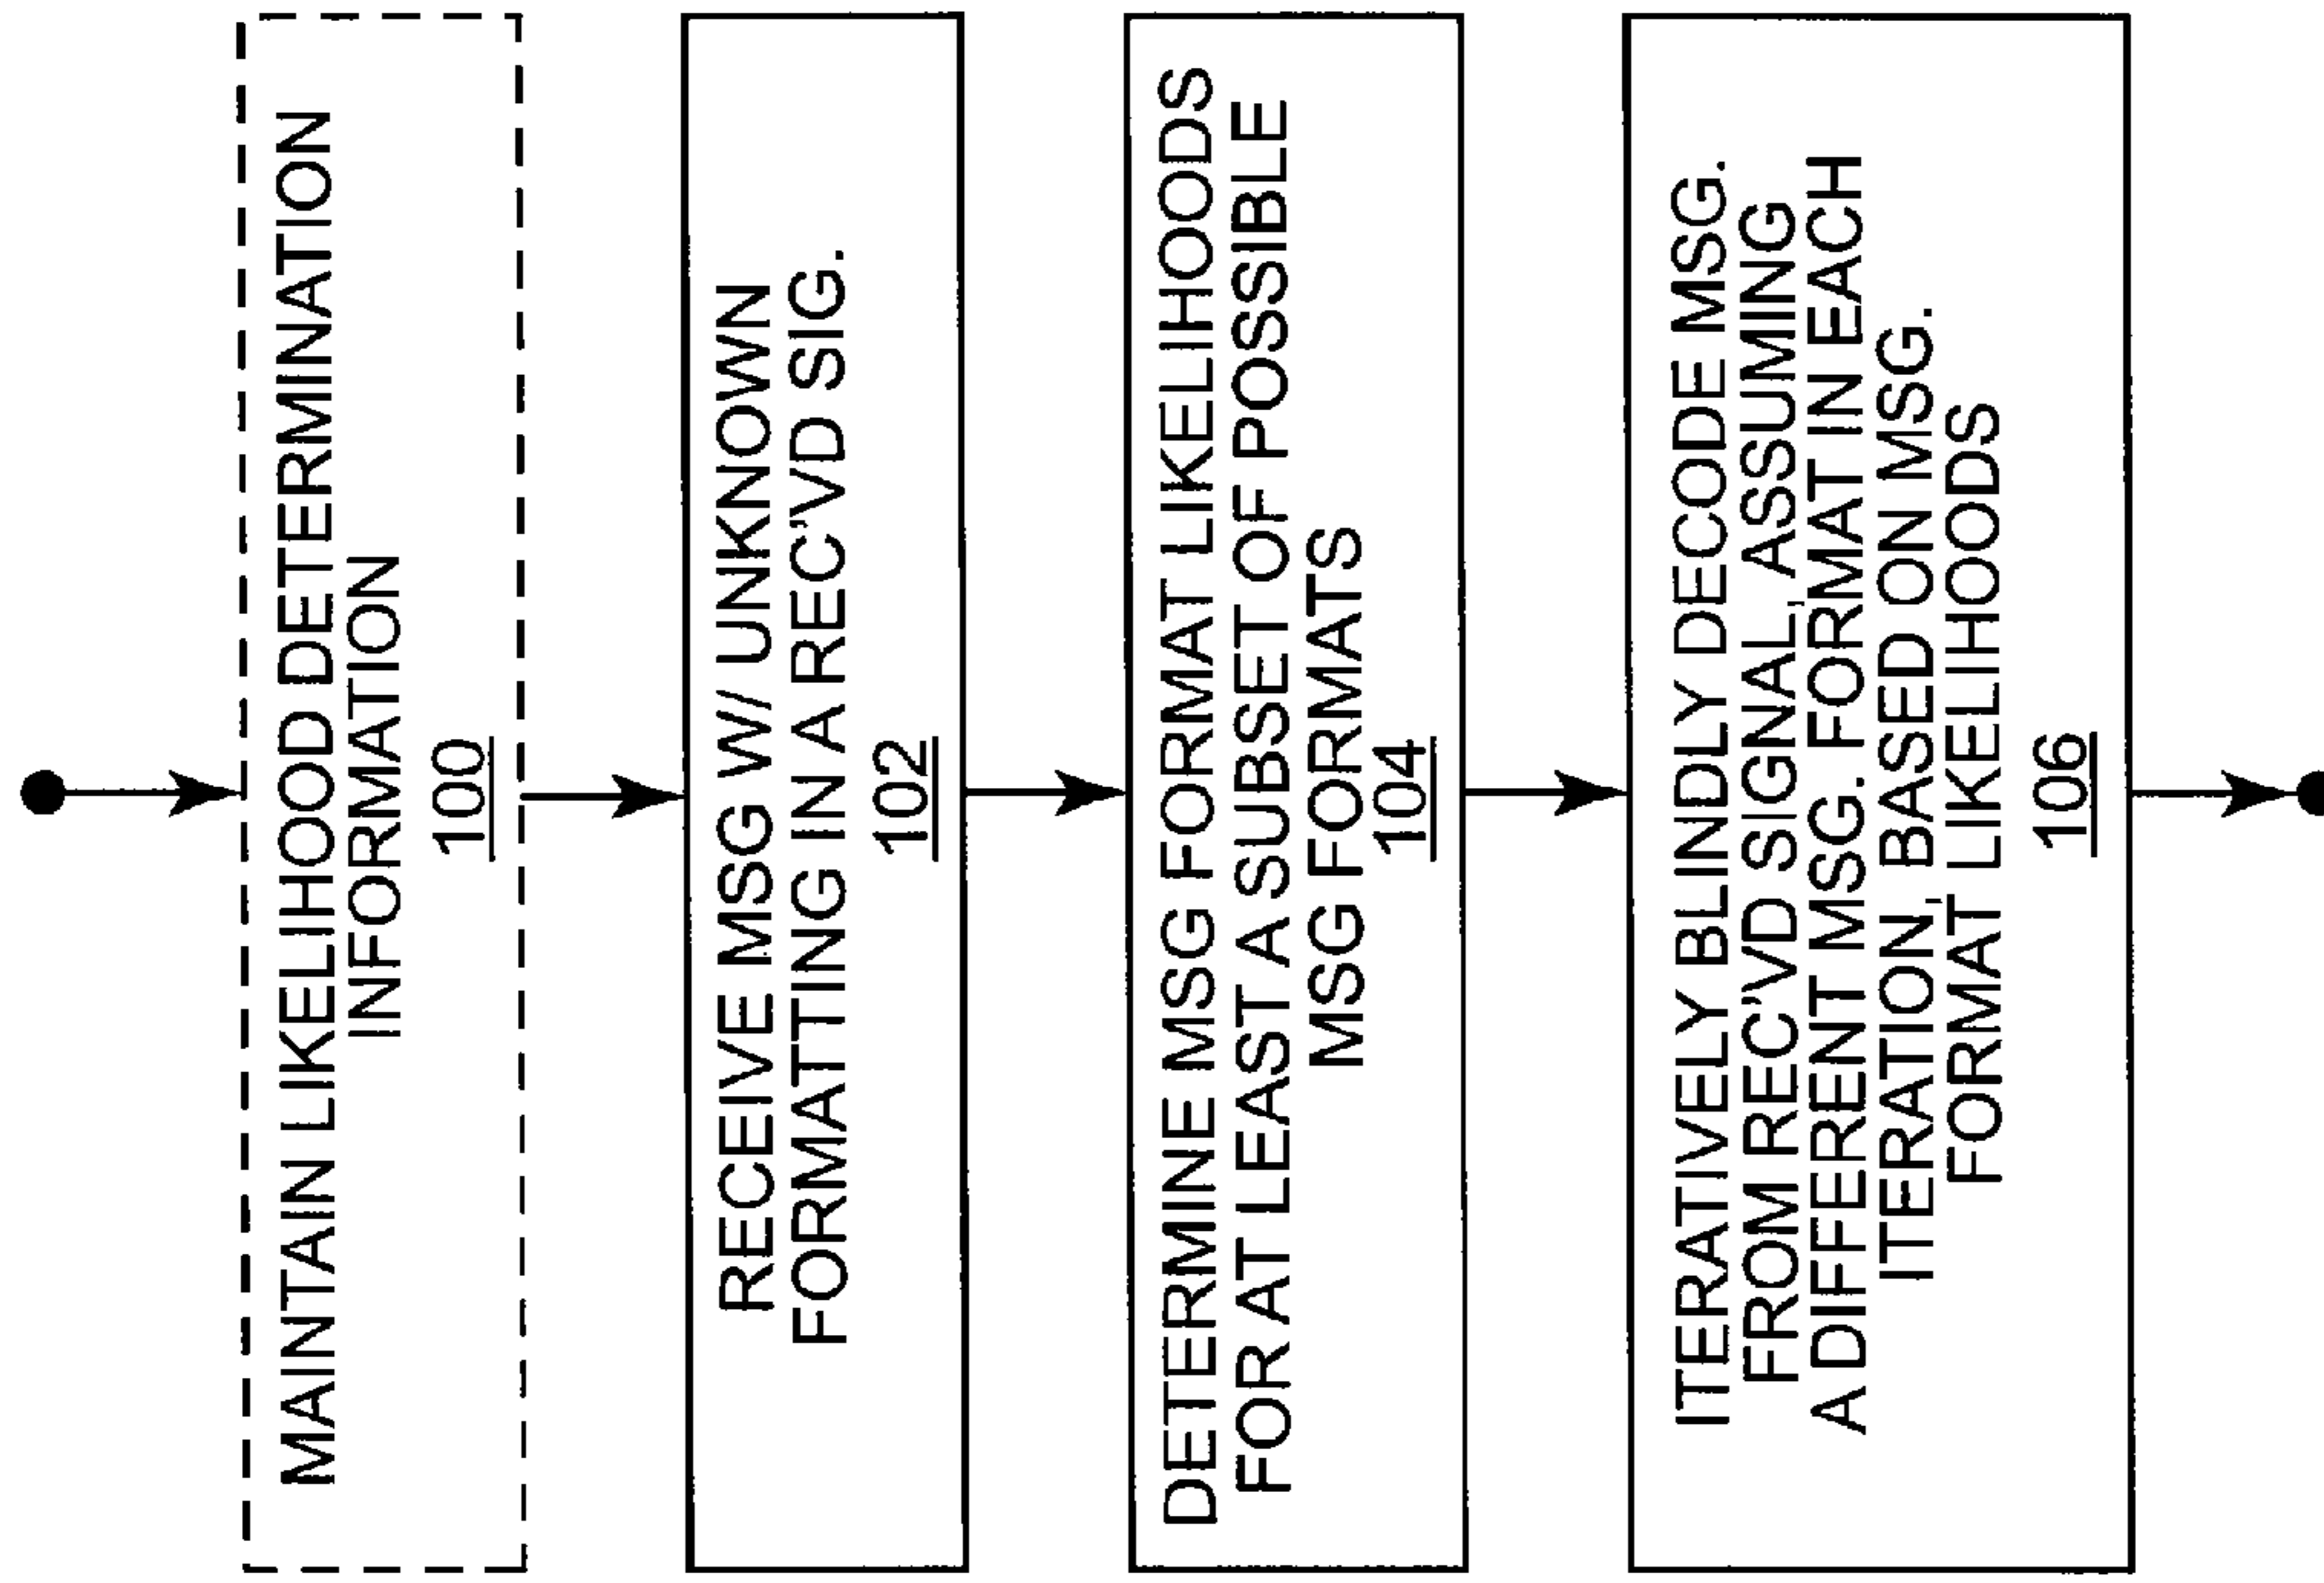 MAINTAIN LIKELIHOOD DETERMINATION
INFORMATION
100
RECEIVE MSG W/ UNKNOWN
FORMATTING IN A REC'VD SIG.
102
DETERMINE MSG FORMAT LIKELIHOODS
FOR AT LEAST A SUBSET OF POSSIBLE
MSG FORMATS
104
ITERATIVELY BLINDLY DECODE MSG.
FROM REC'VD SIGNAL, ASSUMING
A DIFFERENT MSG. FORMAT IN EACH
ITERATION, BASED ON MSG.
FORMAT LIKELIHOODS
106